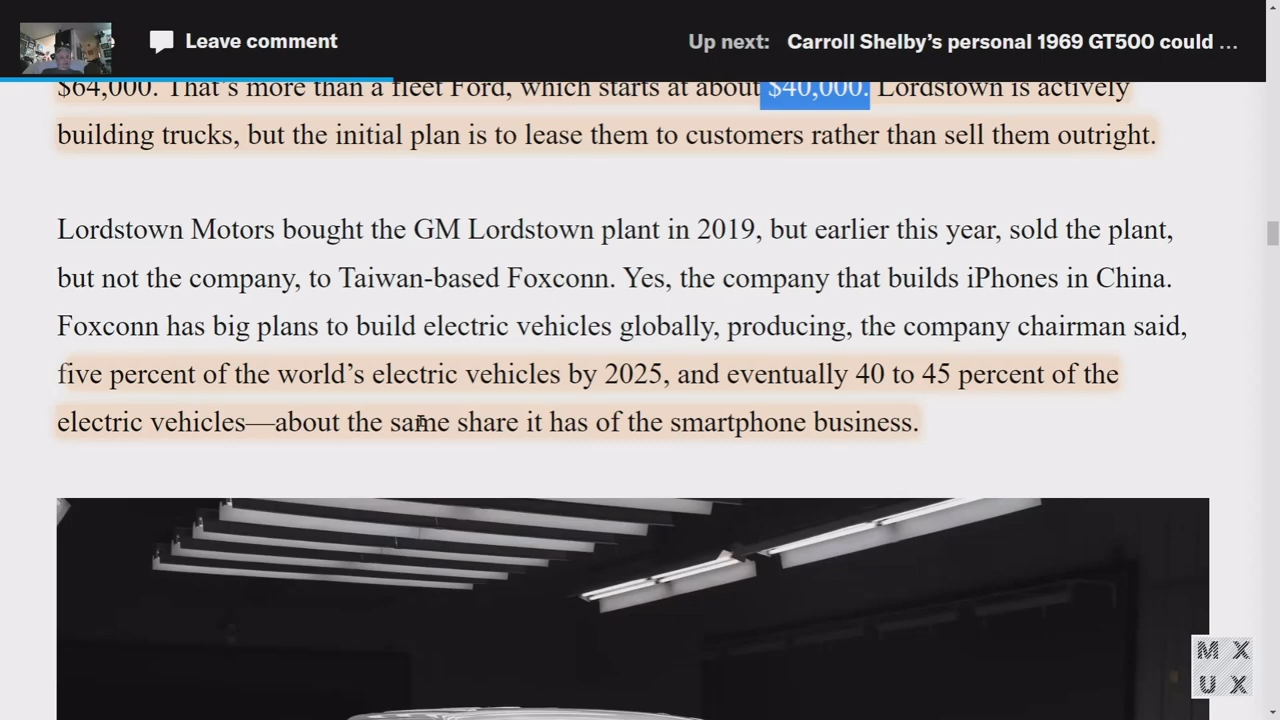 Leave comment
Up next: Carroll Shelby’s personal 1969 GT500 could ...
$64,000. That’s more than a fleet Ford, which starts at about $40,000. Lordstown is actively
building trucks, but the initial plan is to lease them to customers rather than sell them outright.
Lordstown Motors bought the GM Lordstown plant in 2019, but earlier this year, sold the plant,
but not the company, to Taiwan-based Foxconn. Yes, the company that builds iPhones in China.
Foxconn has big plans to build electric vehicles globally, producing, the company chairman said,
five percent of the world’s electric vehicles by 2025, and eventually 40 to 45 percent of the
electric vehicles—about the same share it has of the smartphone business.
M X
U X